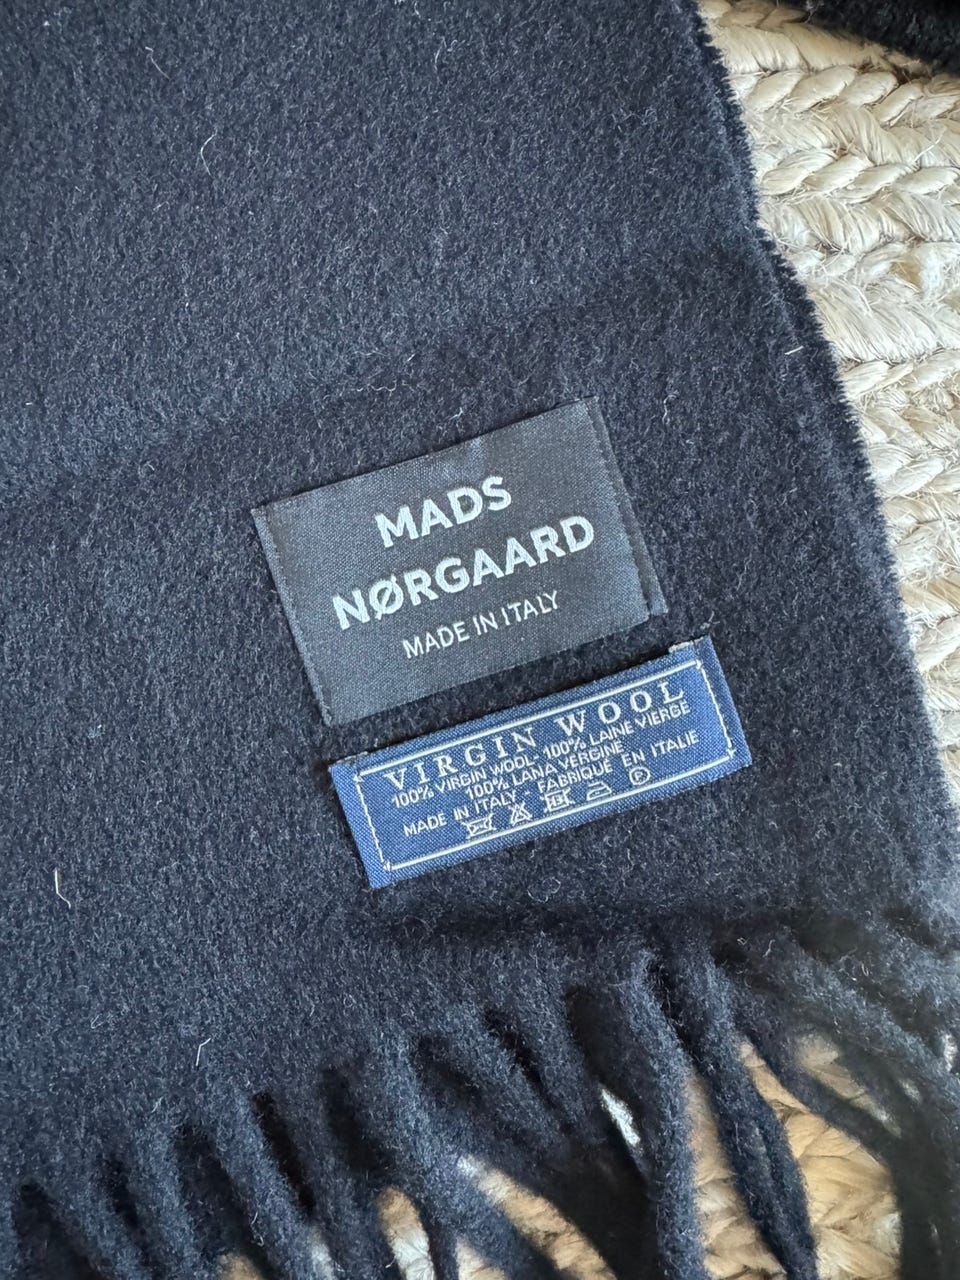 MADS
NØRGAARD
MADE IN ITALY
VIRGIN WOOL
100% VIRGIN WOOL- 100% LAINE VIERGE
100% LANA VERGINE
MADE IN ITALY - FABRIQUÉ EN ITALIE
P